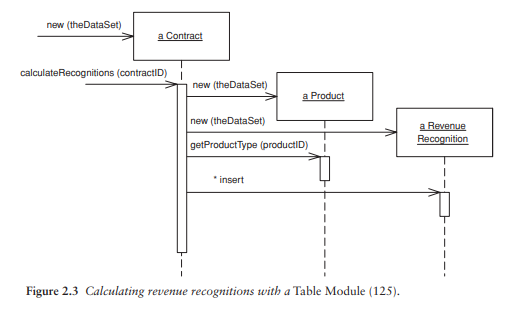 new (theDataSet)
a Contract
calculateRecognitions (contractID)
new (theDataSet)
a Product
new (theDataSet)
a Revenue
Recognition
getProductType (productID)
* insert
Figure 2.3 Calculating revenue recognitions with a Table Module (125).